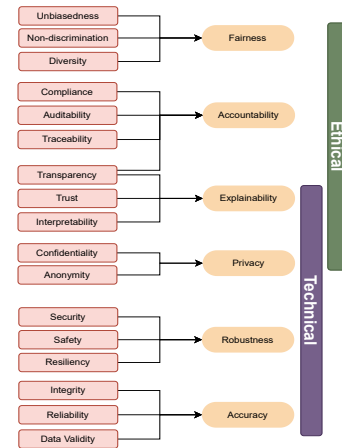 Unbiasedness
Non-discrimination
Diversity
Fairness
Compliance
Auditability
Traceability
Accountability
Transparency
Trust
Interpretability
Explainability
Confidentiality
Anonymity
Privacy
Security
Safety
Resiliency
Robustness
Integrity
Reliability
Data Validity
Accuracy
Ethical
Technical